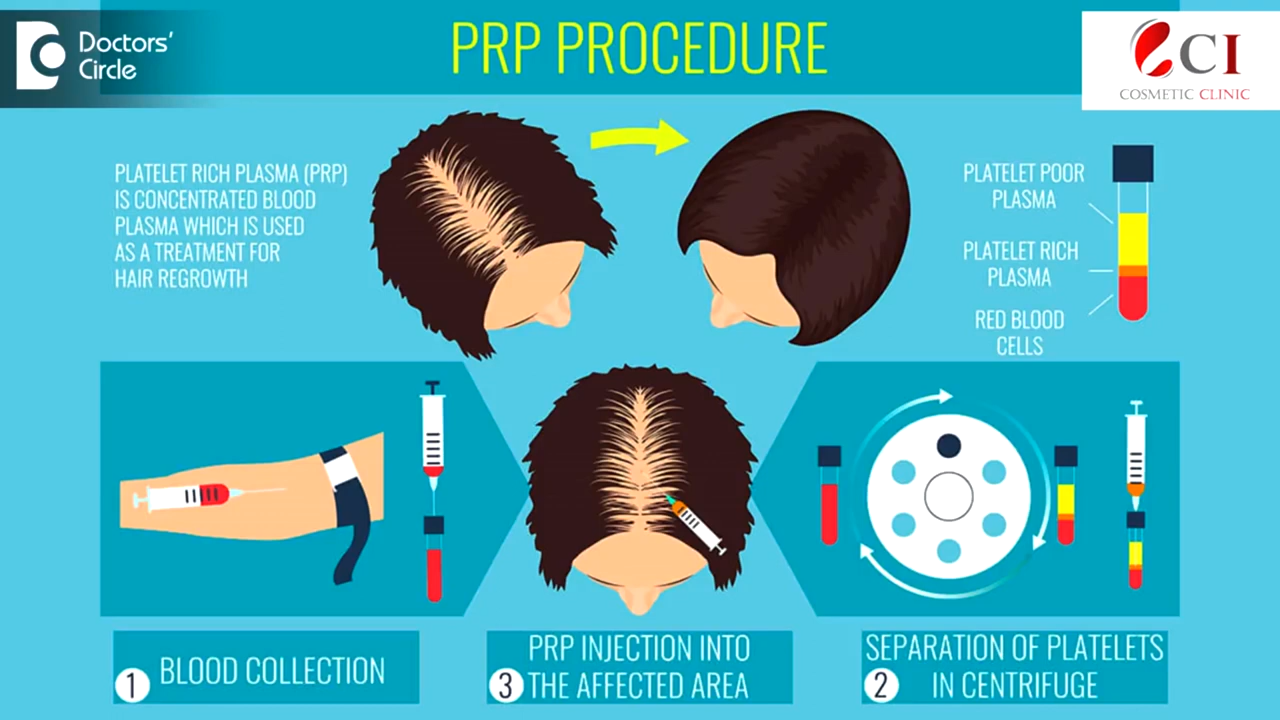 Doctors'
Circle
PRP PROCEDURE
CI
COSMETIC CLINIC
PLATELET RICH PLASMA (PRP)
IS CONCENTRATED BLOOD
PLASMA WHICH IS USED
AS A TREATMENT FOR
HAIR REGROWTH
PLATELET POOR
PLASMA
PLATELET RICH
PLASMA
RED BLOOD
CELLS
1 BLOOD COLLECTION
PRP INJECTION INTO
3 THE AFFECTED AREA
SEPARATION OF PLATELETS
2 IN CENTRIFUGE